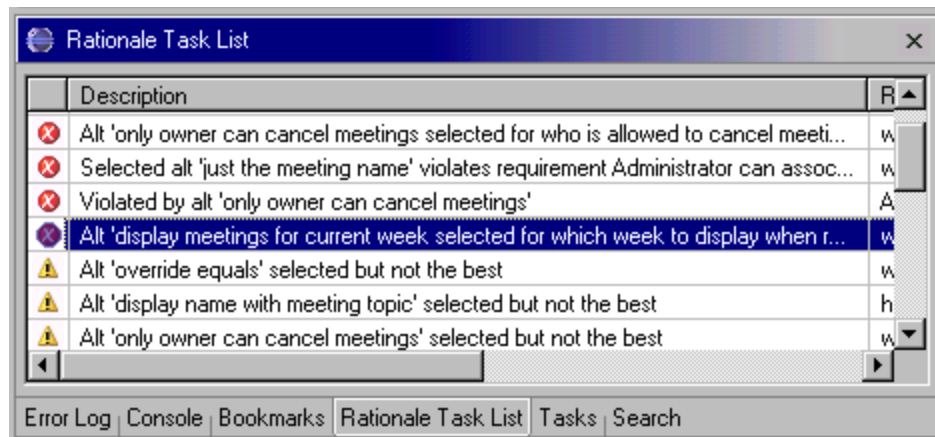 Rationale Task List
Description R
Alt 'only owner can cancel meetings selected for who is allowed to cancel meeti... w
Selected alt 'just the meeting name' violates requirement Administrator can assoc... w
Violated by alt 'only owner can cancel meetings' A
Alt 'display meetings for current week selected for which week to display when r... w
Alt 'override equals' selected but not the best w
Alt 'display name with meeting topic' selected but not the best h
Alt 'only owner can cancel meetings' selected but not the best w
Error Log Console Bookmarks Rationale Task List Tasks Search